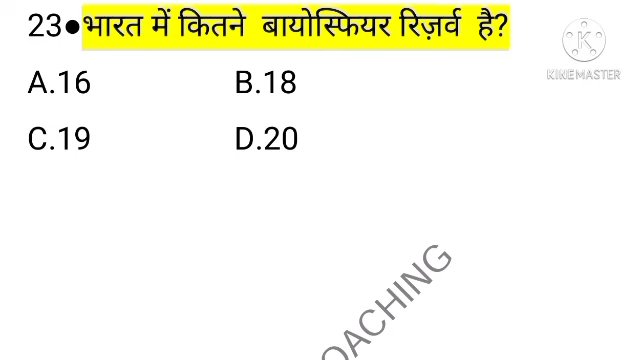 23●भारत में कितने बायोस्फियर रिज़र्व है?
KINEMASTER
A.16 B.18
C.19 D.20
OACHING